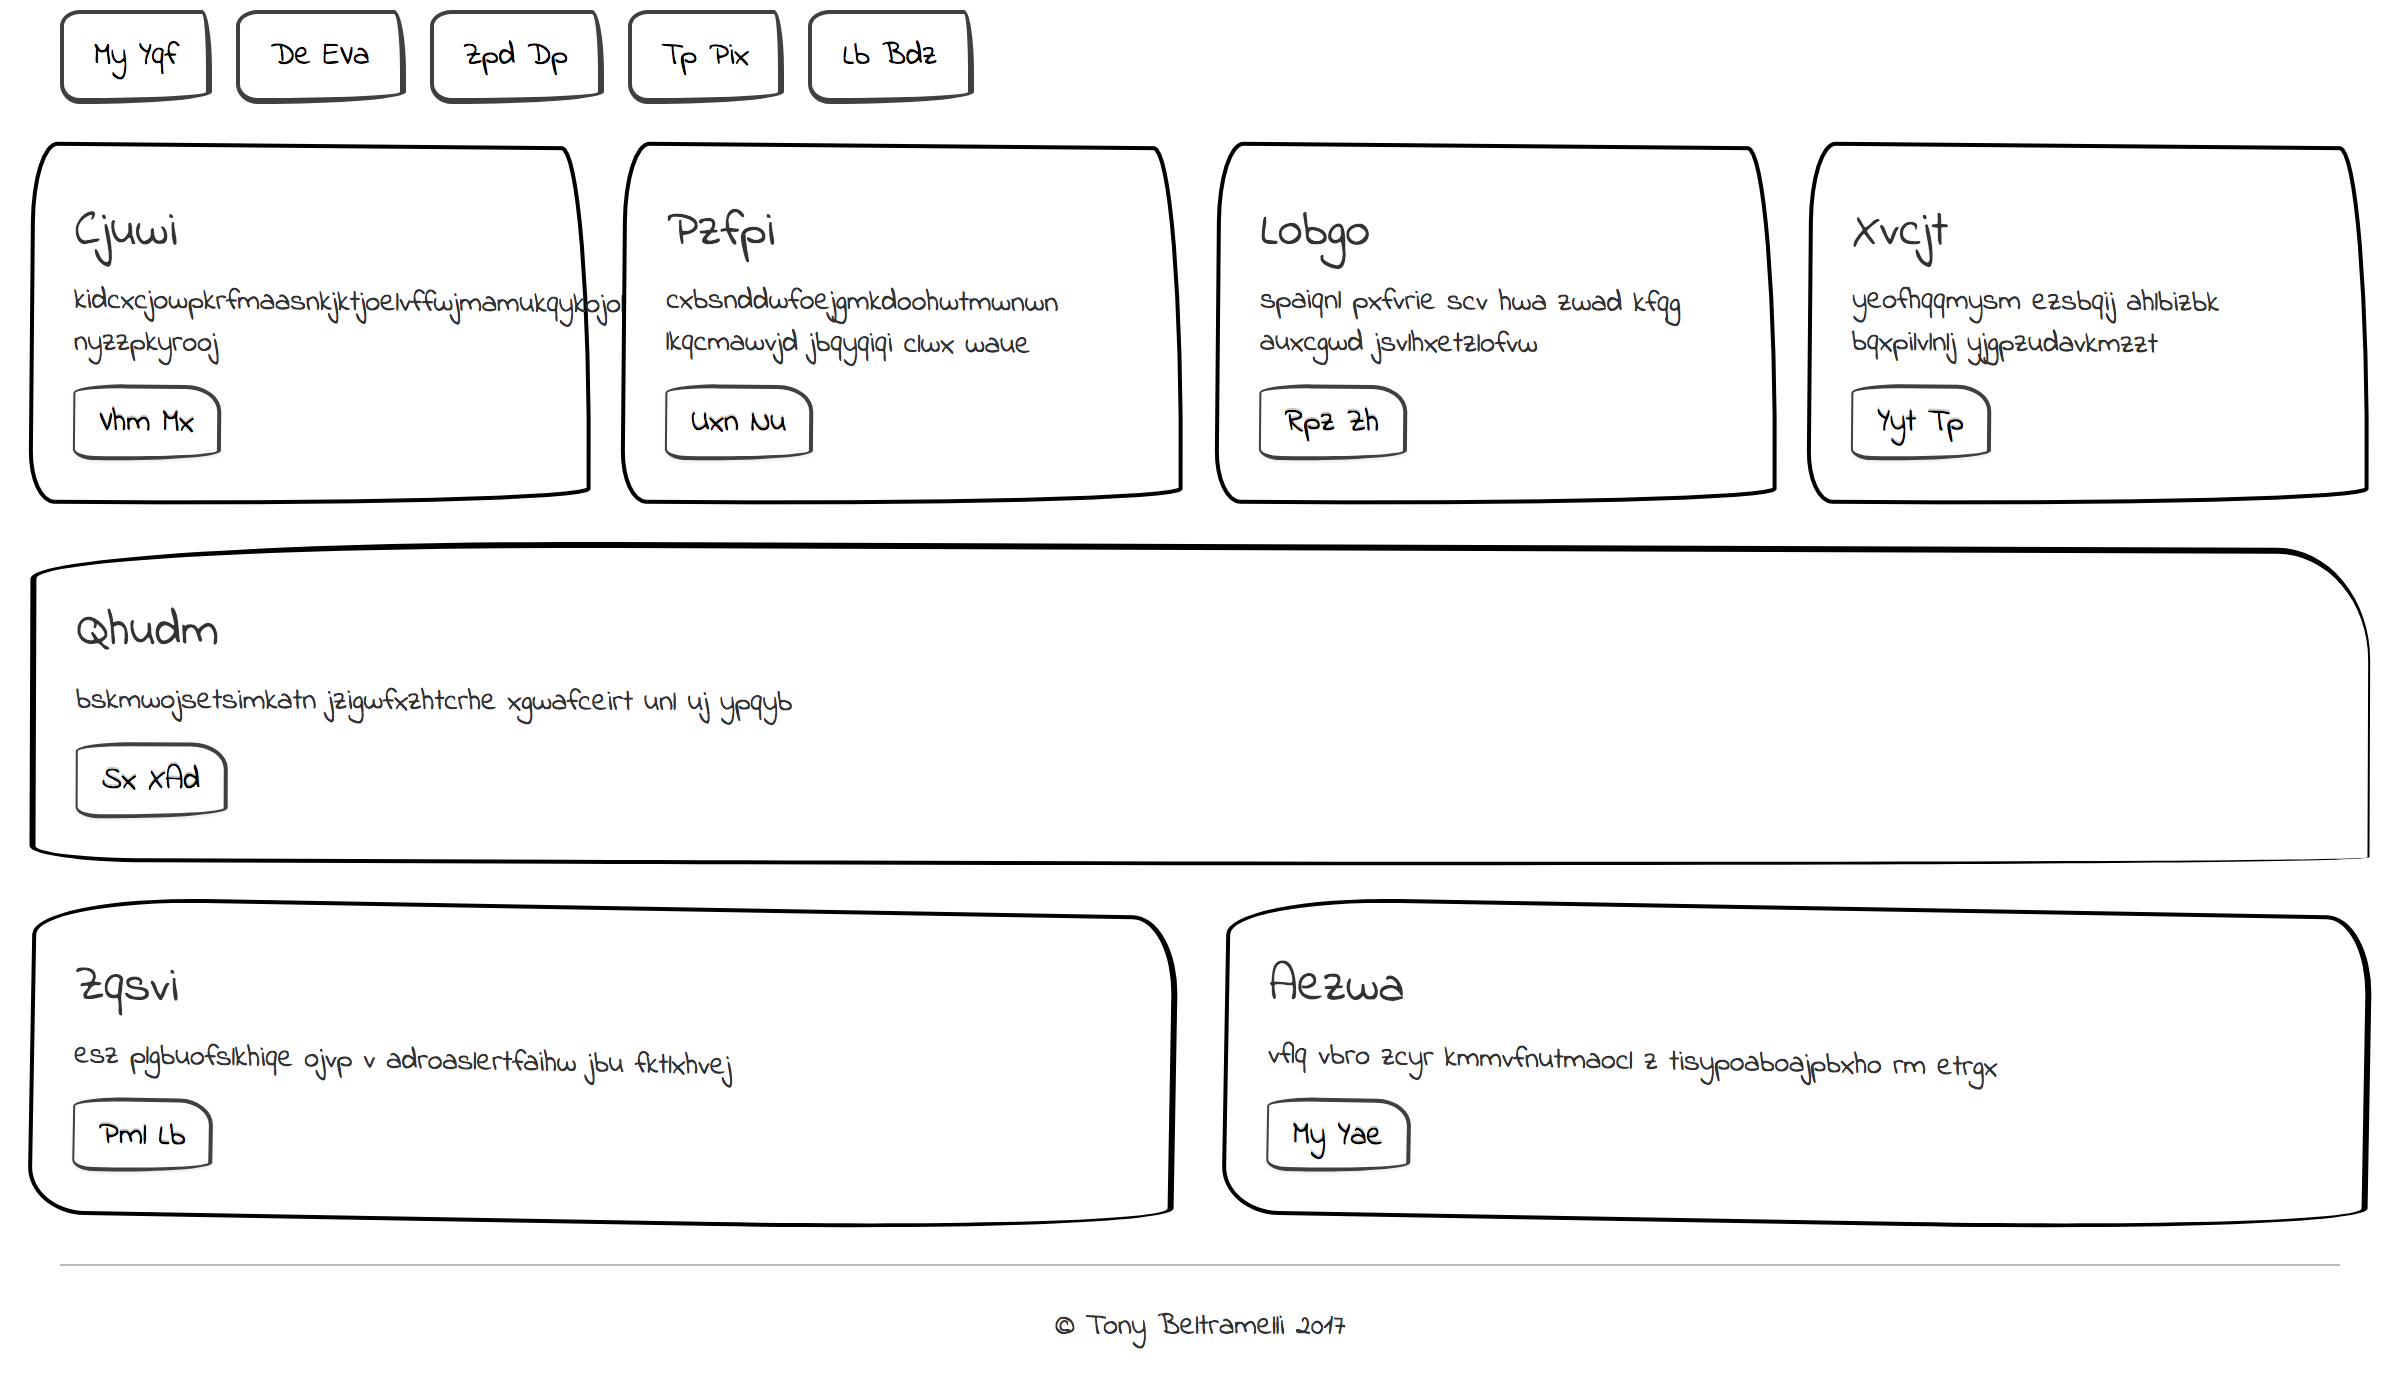 My Yqf
De Eva
Zpd Dp
Tp Pix
Lb Bdz
Cjuwi
nyzzpkyrooj
Vhm Mx
Pzfpi
cxbsnddwfoejgmkdoohwtmwnwn
lkqcmawvjd jbqyqiqi clwx waue
Uxn Nu
Lobgo
spaiqnl pxfvrie scv hwa zwad kfqg
auxcgwd jsvlhxetzlofvw
Rpz Zh
Xvcjt
yeofhqqmysm ezsbqij ahlbizbk
bqxpilvlnlj yjgpzudavkmzzt
Yyt Tp
Qhudm
bskmwojsetsimkatn jzigwfxzhtcrhe xgwafceirt unl uj ypqyb
Sx XAd
Zqsvi
esz plgbuofslkhiqe ojvp v adroaslertfaihw jbu fktlxhvej
Pml Lb
Aezwa
vflq vbro zcyr kmmvfnutmaocl z tisypoaboajpbxho rm etrgx
My Yae
© Tony Beltramelli 2017